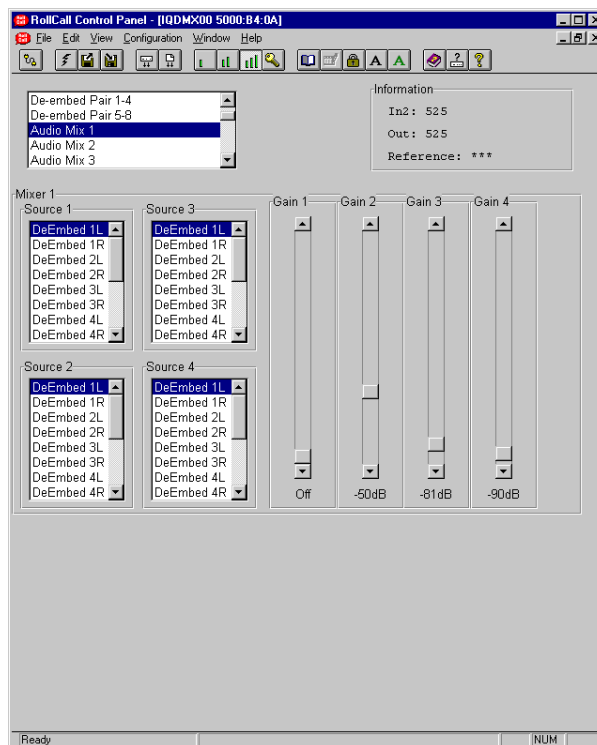 RollCall Control Panel - [IQDMX00 5000:B4:0A]
File Edit View Configuration Window Help
A A
De-embed Pair 1-4
De-embed Pair 5-8
Audio Mix 1
Audio Mix 2
Audio Mix 3
Information
In2: 525
Out: 525
Reference: ***
Mixer 1
Source 1
DeEmbed 1L
DeEmbed 1R
DeEmbed 2L
DeEmbed 2R
DeEmbed 3L
DeEmbed 3R
DeEmbed 4L
DeEmbed 4R
Source 3
DeEmbed 1L
DeEmbed 1R
DeEmbed 2L
DeEmbed 2R
DeEmbed 3L
DeEmbed 3R
DeEmbed 4L
DeEmbed 4R
Source 2
DeEmbed 1L
DeEmbed 1R
DeEmbed 2L
DeEmbed 2R
DeEmbed 3L
DeEmbed 3R
DeEmbed 4L
DeEmbed 4R
Source 4
DeEmbed 1L
DeEmbed 1R
DeEmbed 2L
DeEmbed 2R
DeEmbed 3L
DeEmbed 3R
DeEmbed 4L
DeEmbed 4R
Gain 1
Off
Gain 2
-50dB
Gain 3
-81dB
Gain 4
-90dB
Ready
NUM